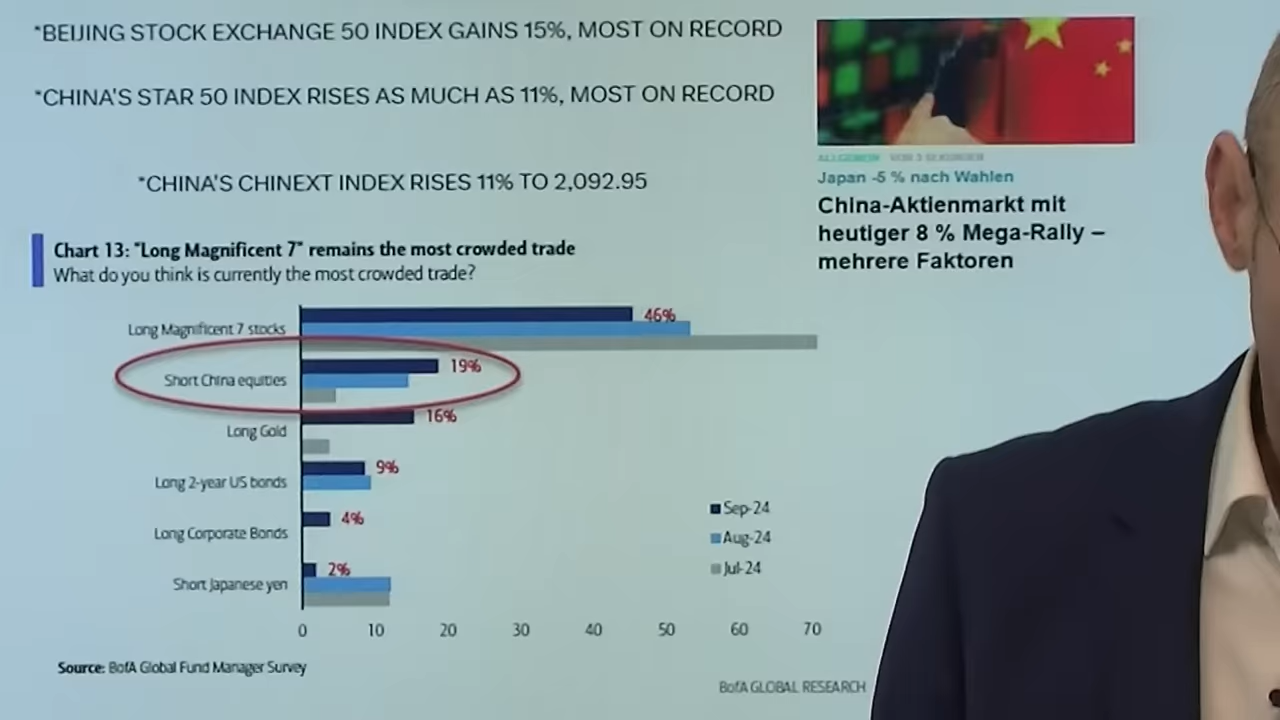 *BEIJING STOCK EXCHANGE 50 INDEX GAINS 15%, MOST ON RECORD
*CHINA'S STAR 50 INDEX RISES AS MUCH AS 11%, MOST ON RECORD
*CHINA'S CHINEXT INDEX RISES 11% TO 2,092.95
ALLGEMEIN VOR 3 SEKUNDEN
Japan -5 % nach Wahlen
China-Aktienmarkt mit
heutiger 8 % Mega-Rally –
mehrere Faktoren
Chart 13: "Long Magnificent 7" remains the most crowded trade
What do you think is currently the most crowded trade?
Long Magnificent 7 stocks 46%
Short China equities 19%
Long Gold 16%
Long 2-year US bonds 9%
Long Corporate Bonds 4%
Short Japanese yen 2%
Sep-24
Aug-24
Jul-24
0 10 20 30 40 50 60 70
Source: BofA Global Fund Manager Survey
BofA GLOBAL RESEARCH